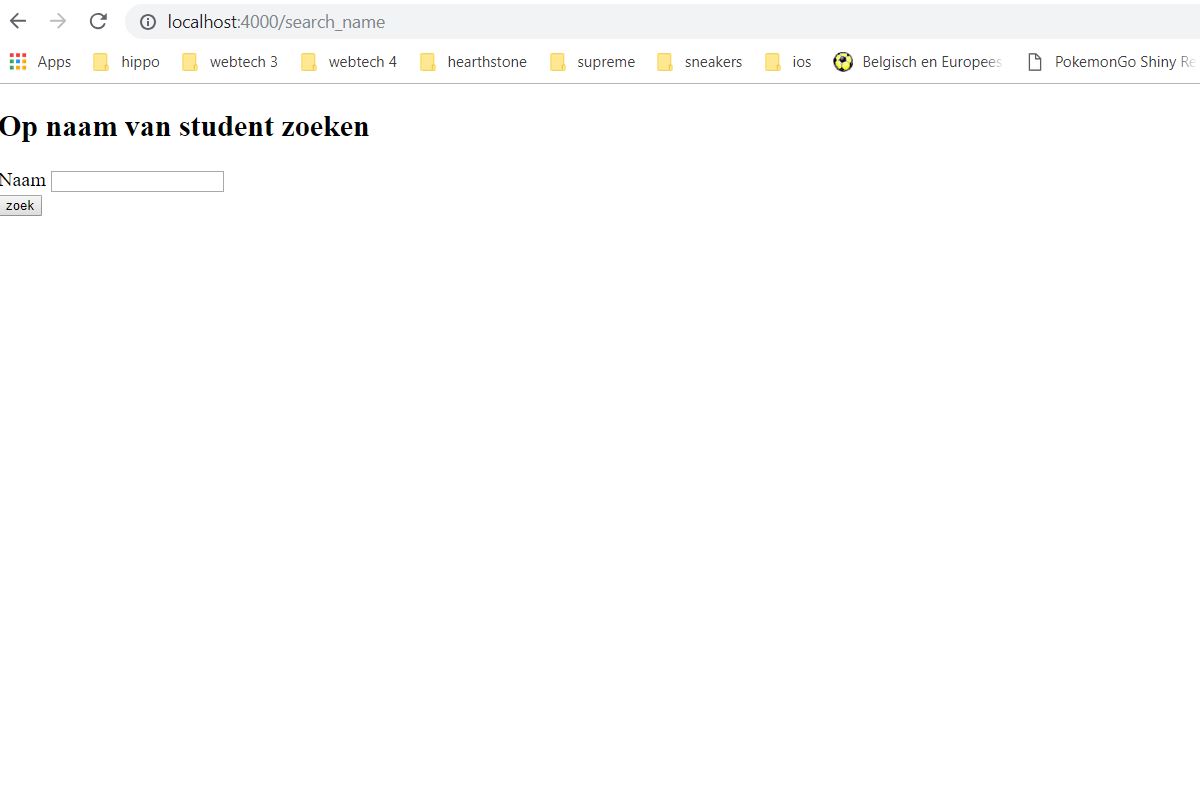 localhost:4000/search_name
Apps hippo webtech 3 webtech 4 hearthstone supreme sneakers ios Belgisch en Europees PokemonGo Shiny Re
Op naam van student zoeken
Naam
zoek